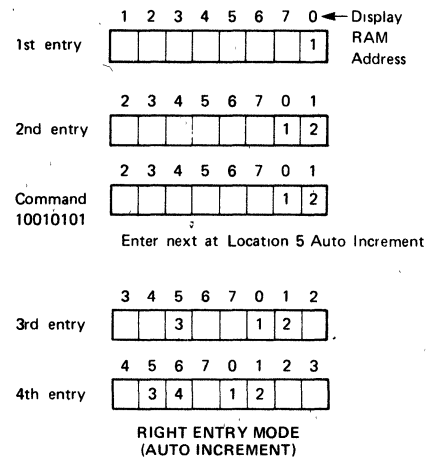 1 2 3 4 5 6 7 0 Display
1st entry 1 RAM
Address
2 3 4 5 6 7 0 1
2nd entry 1 2
2 3 4 5 6 7 0 1
Command 1 2
10010101
Enter next at Location 5 Auto Increment
3 4 5 6 7 0 1 2
3rd entry 3 1 2
4 5 6 7 0 1 2 3
4th entry 3 4 1 2
RIGHT ENTRY MODE
(AUTO INCREMENT)